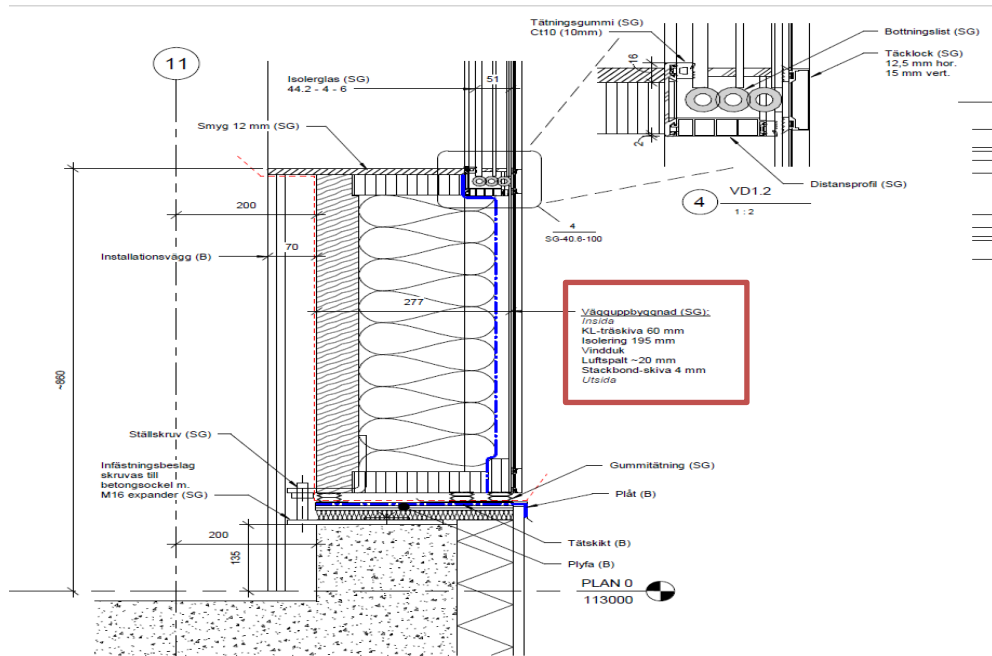 11
Isolerglas (SG)
44.2 - 4 - 6
51
Smyg 12 mm (SG)
200
70
Installationsvägg (B)
277
~860
Ställskruv (SG)
Infästningsbeslag
skruvas till
betongsockel m.
M16 expander (SG)
200
135
Tätningsgummi (SG)
Ct10 (10mm)
16
2
Bottningslist (SG)
Täcklock (SG)
12,5 mm hor.
15 mm vert.
Distansprofil (SG)
4
VD1.2
1 : 2
4
SG-40.6-100
Vägguppbyggnad (SG):
Insida
KL-träskiva 60 mm
Isolering 195 mm
Vindduk
Luftspalt ~20 mm
Stackbond-skiva 4 mm
Utsida
Gummitätning (SG)
Plåt (B)
Tätskikt (B)
Plyfa (B)
PLAN 0
113000